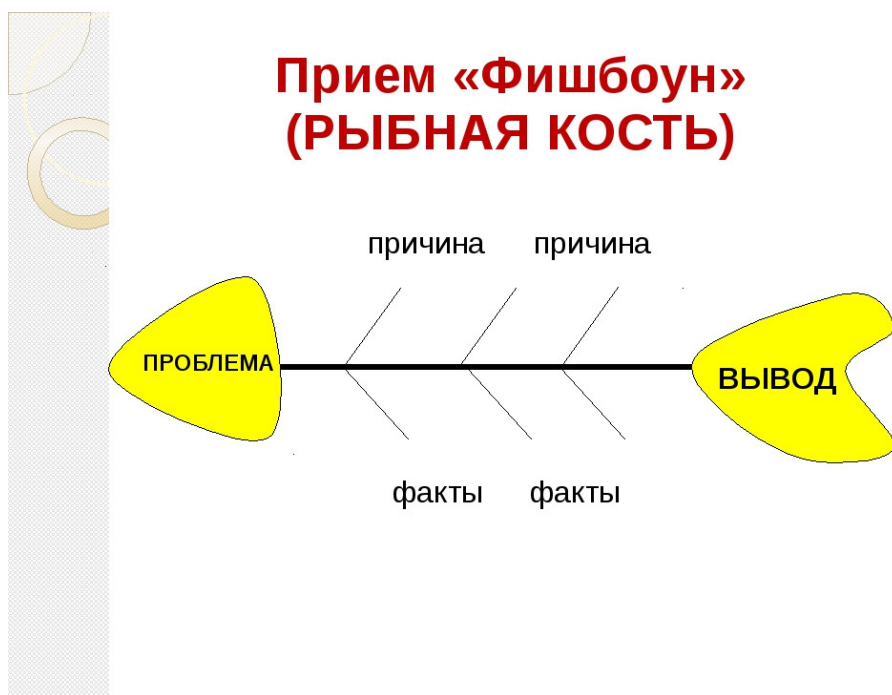 Прием «Фишбоун»
(РЫБНАЯ КОСТЬ)
причина причина
ПРОБЛЕМА
ВЫВОД
факты факты